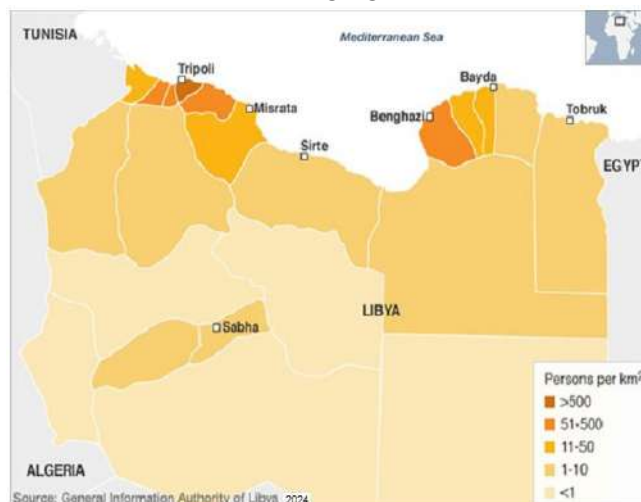 TUNISIA
Mediterranean Sea
Tripoli
Bayda
Misrata
Benghazi
Tobruk
Sirte
EGYPT
LIBYA
Sabha
Persons per km²
>500
51-500
11-50
1-10
<1
ALGERIA
Source: General Information Authority of Libya 2024